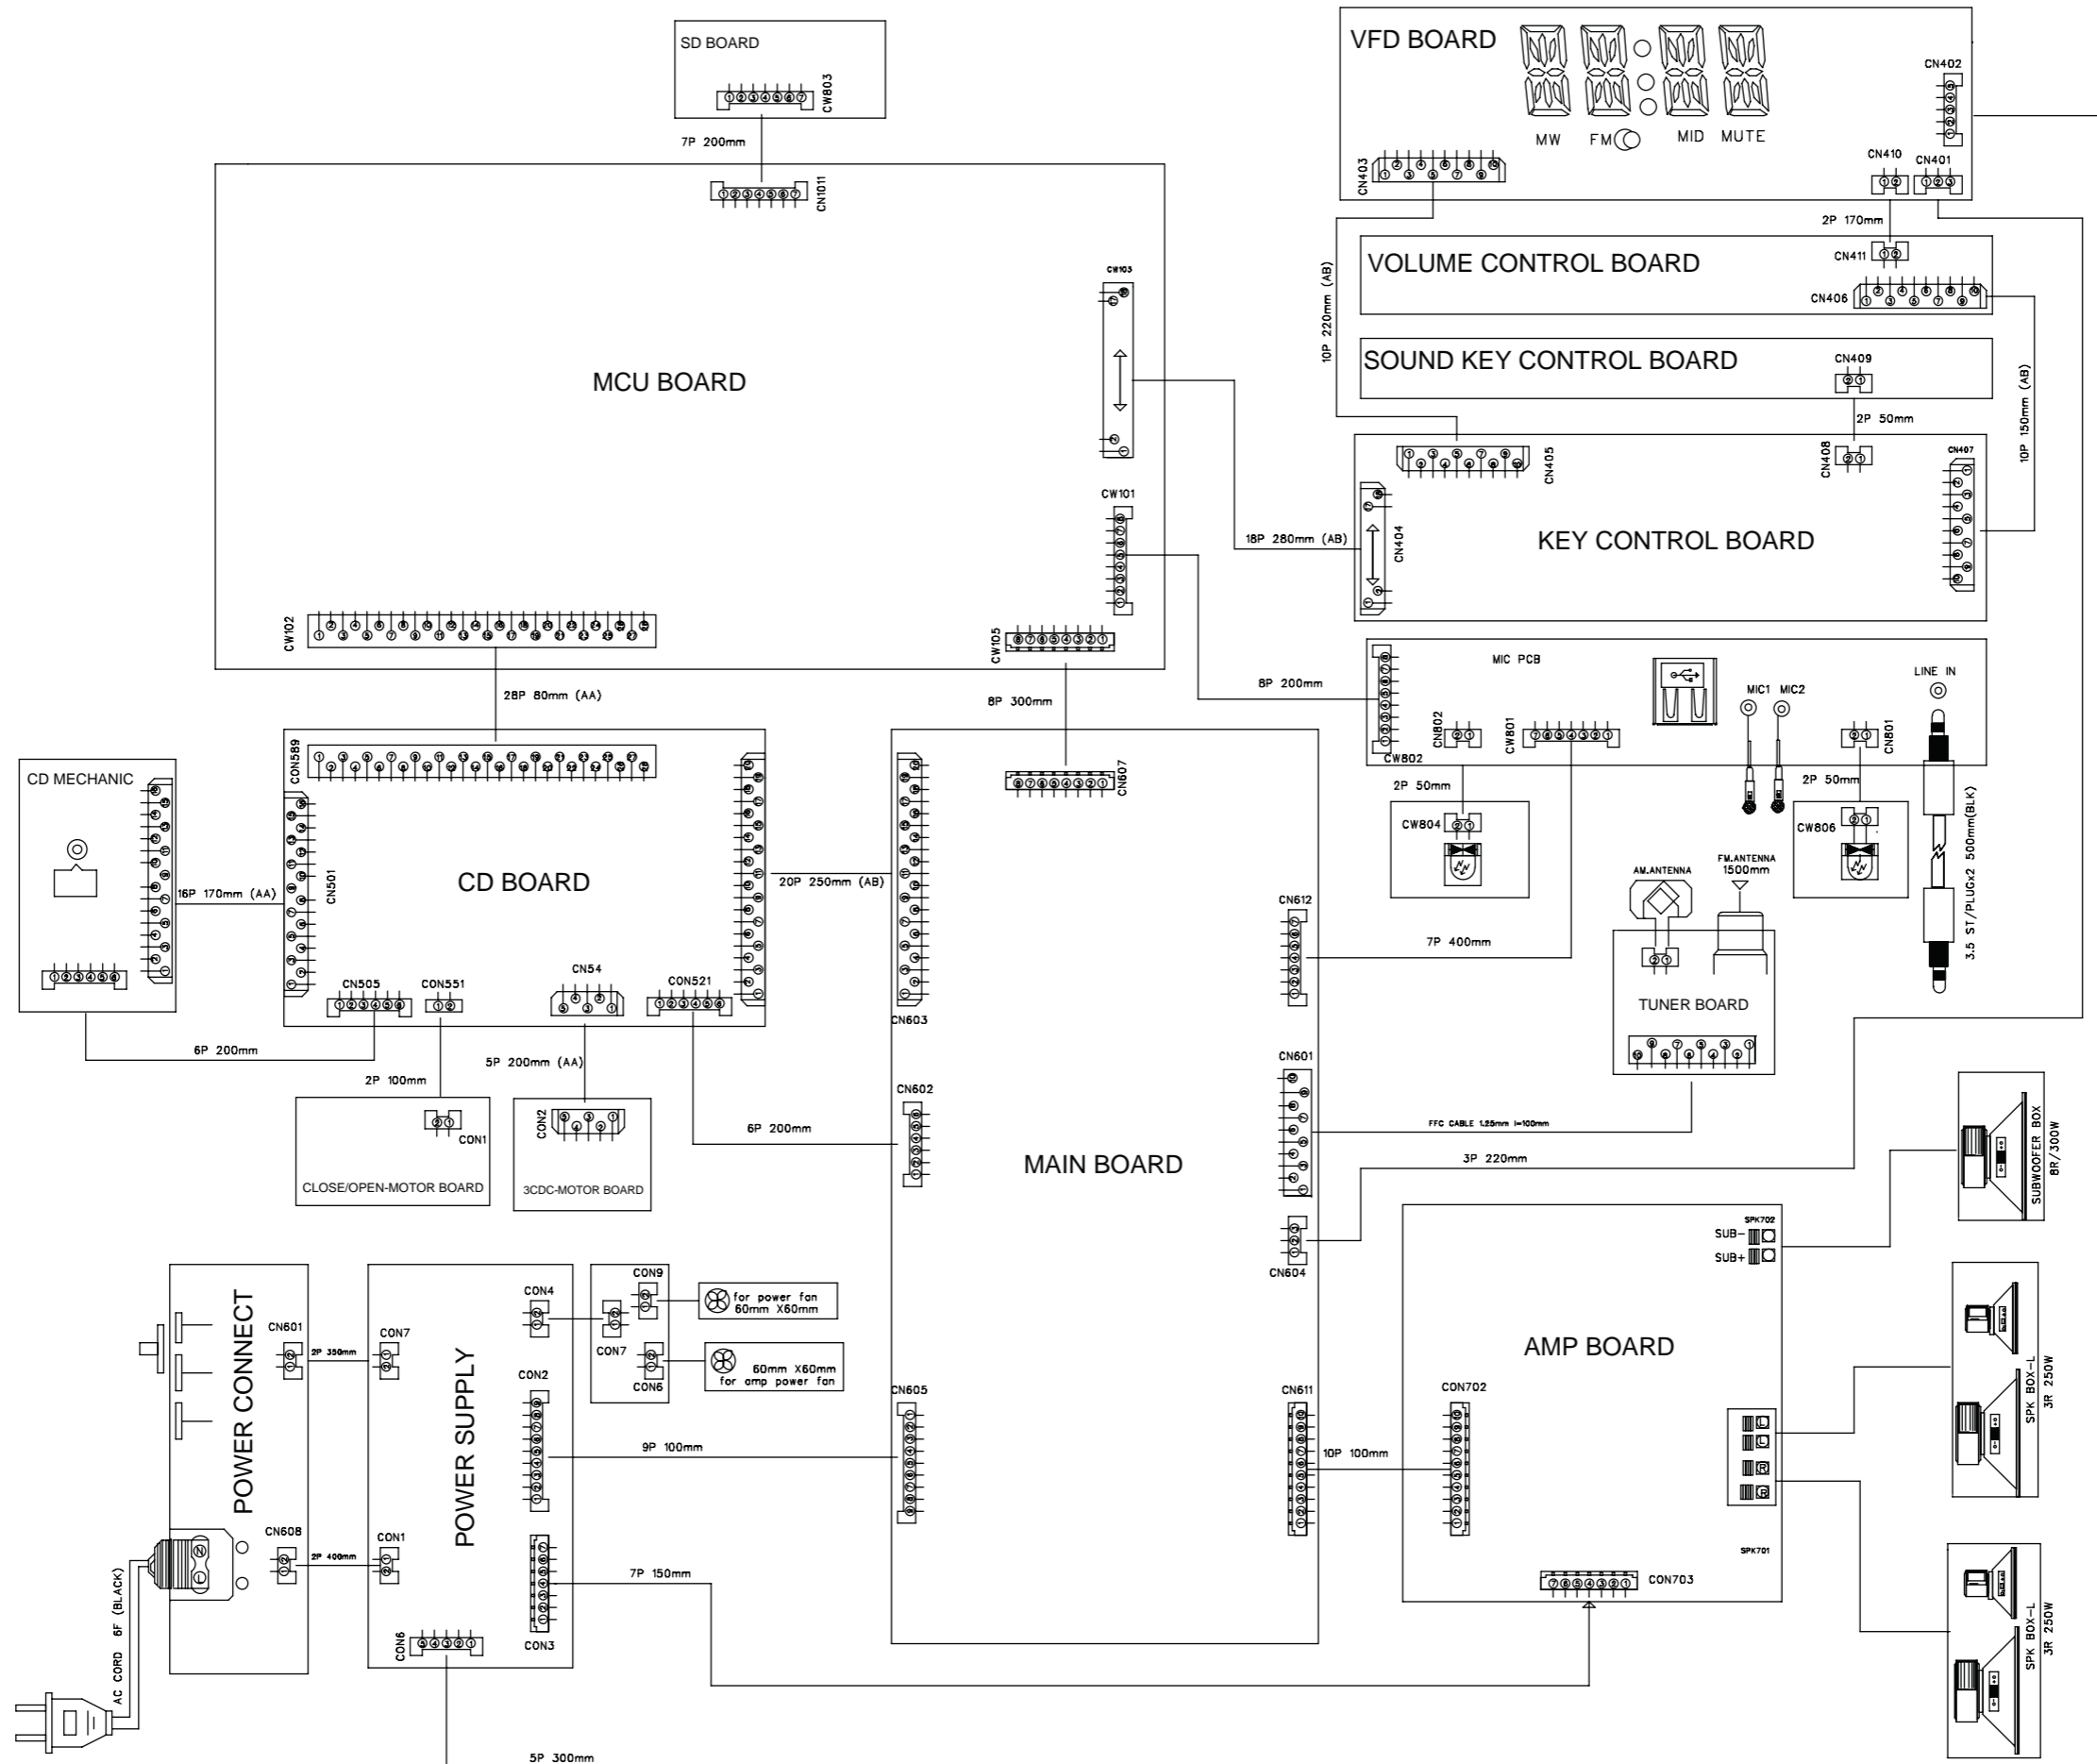 SD BOARD
CW803
7P 200mm
CN1011
MCU BOARD
CW103
CW101
CW102
CW105
28P 80mm (AA)
8P 300mm
18P 280mm (AB)
8P 200mm
VFD BOARD
CN402
MW FM MID MUTE
CN403
CN410
CN401
2P 170mm
10P 220mm (AB)
VOLUME CONTROL BOARD
CN411
CN406
SOUND KEY CONTROL BOARD
CN409
2P 50mm
10P 150mm (AB)
CN405
CN408
CN407
CN404
KEY CONTROL BOARD
MIC PCB
LINE IN
MIC1 MIC2
CN802
CW801
CN801
CW802
2P 50mm
2P 50mm
CW804
CW806
3.5 ST/PLUGx2 500mm(BLK)
AM.ANTENNA
FM.ANTENNA
1500mm
TUNER BOARD
CD MECHANIC
16P 170mm (AA)
CON589
CN501
CD BOARD
CN505
CON551
CN54
CON521
20P 250mm (AB)
6P 200mm
2P 100mm
5P 200mm (AA)
CON1
CLOSE/OPEN-MOTOR BOARD
CON2
3CDC-MOTOR BOARD
6P 200mm
CN607
CN603
CN612
7P 400mm
CN601
CN602
FFC CABLE 1.25mm l=100mm
3P 220mm
MAIN BOARD
CN604
CN605
CN611
10P 100mm
POWER CONNECT
CN601
2P 350mm
CN608
2P 400mm
N
L
AC CORD 6F (BLACK)
POWER SUPPLY
CON7
CON4
CON2
CON1
CON3
CON6
CON9
CON7
CON6
for power fan
60mm X60mm
60mm X60mm
for amp power fan
9P 100mm
7P 150mm
5P 300mm
AMP BOARD
SPK702
SUB-
SUB+
CON702
L
L
R
R
SPK701
CON703
SUBWOOFER BOX
8R/300W
SPK BOX-L
3R 250W
SPK BOX-L
3R 250W